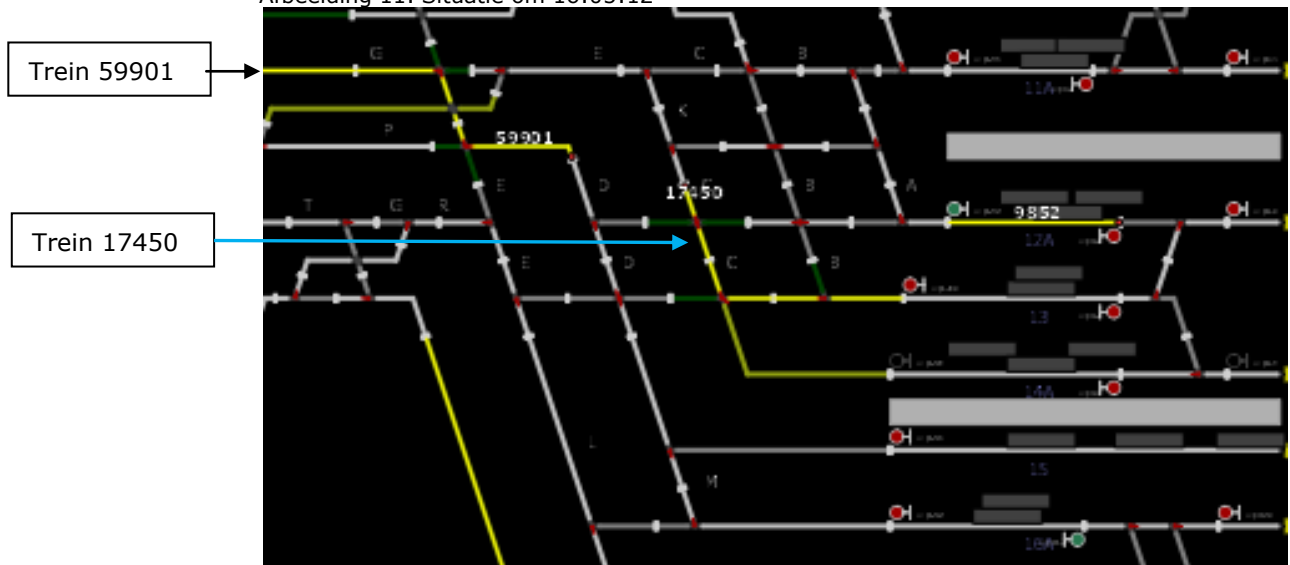 Afbeelding 11: Situatie om 16:05:12
Trein 59901
G
E
C
B
11A
K
P
59901
E
D
17450
B
A
T
G
R
9852
12A
Trein 17450
E
D
C
B
13
14A
L
15
M
16A